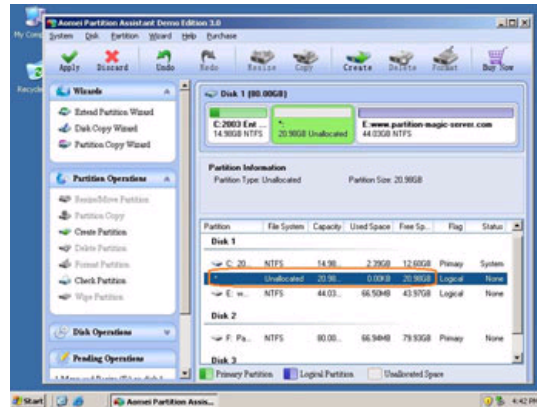 Aomei Partition Assistant Demo Edition 3.0
My Comp
System Disk Partition Wizard Help Purchase
Apply Discard Undo Redo Resize Copy Create Delete Format Buy Now
Recycle
Wizards
Extend Partition Wizard
Disk Copy Wizard
Partition Copy Wizard
Partition Operations
Resize/Move Partition
Partition Copy
Create Partition
Delete Partition
Format Partition
Check Partition
Wipe Partition
Disk Operations
Pending Operations
Disk 1 (80.00GB)
C:2003 Ent ...
14.98GB NTFS
*:
20.98GB Unallocated
E:www.partition-magic-server.com
44.03GB NTFS
Partition Information
Partition Type: Unallocated Partition Size: 20.98GB
Partition File System Capacity Used Space Free Sp... Flag Status
Disk 1
C: 20... NTFS 14.98... 2.39GB 12.60GB Primary System
* Unallocated 20.98... 0.00KB 20.98GB Logical None
E: w... NTFS 44.03... 66.50MB 43.97GB Logical None
Disk 2
F: Pa... NTFS 80.00... 66.94MB 79.93GB Primary None
Disk 3
Primary Partition Logical Partition Unallocated Space
Start Aomei Partition Assis... 4:42 PM